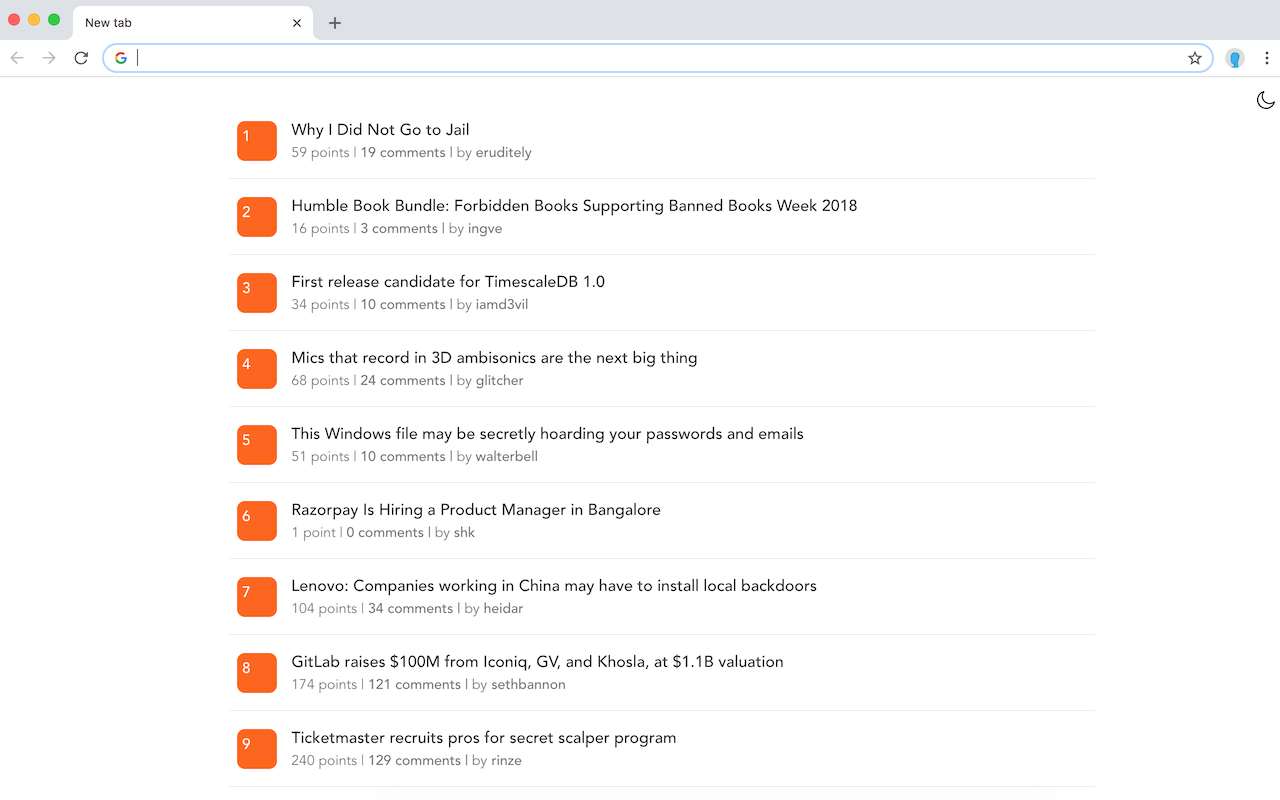 New tab
1
Why I Did Not Go to Jail
59 points | 19 comments | by eruditely
2
Humble Book Bundle: Forbidden Books Supporting Banned Books Week 2018
16 points | 3 comments | by ingve
3
First release candidate for TimescaleDB 1.0
34 points | 10 comments | by iamd3vil
4
Mics that record in 3D ambisonics are the next big thing
68 points | 24 comments | by glitcher
5
This Windows file may be secretly hoarding your passwords and emails
51 points | 10 comments | by walterbell
6
Razorpay Is Hiring a Product Manager in Bangalore
1 point | 0 comments | by shk
7
Lenovo: Companies working in China may have to install local backdoors
104 points | 34 comments | by heidar
8
GitLab raises $100M from Iconiq, GV, and Khosla, at $1.1B valuation
174 points | 121 comments | by sethbannon
9
Ticketmaster recruits pros for secret scalper program
240 points | 129 comments | by rinze